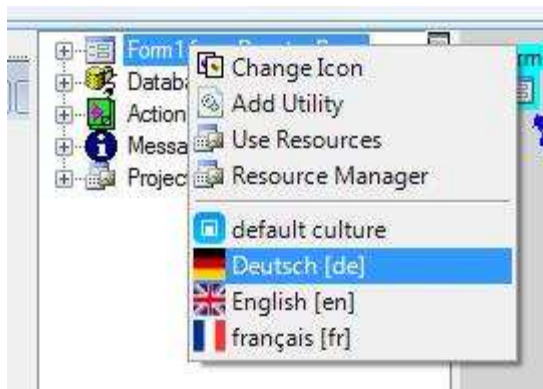 Form1
Change Icon
Databa
Add Utility
Action
Use Resources
Messa
Resource Manager
Projec
default culture
Deutsch [de]
English [en]
français [fr]